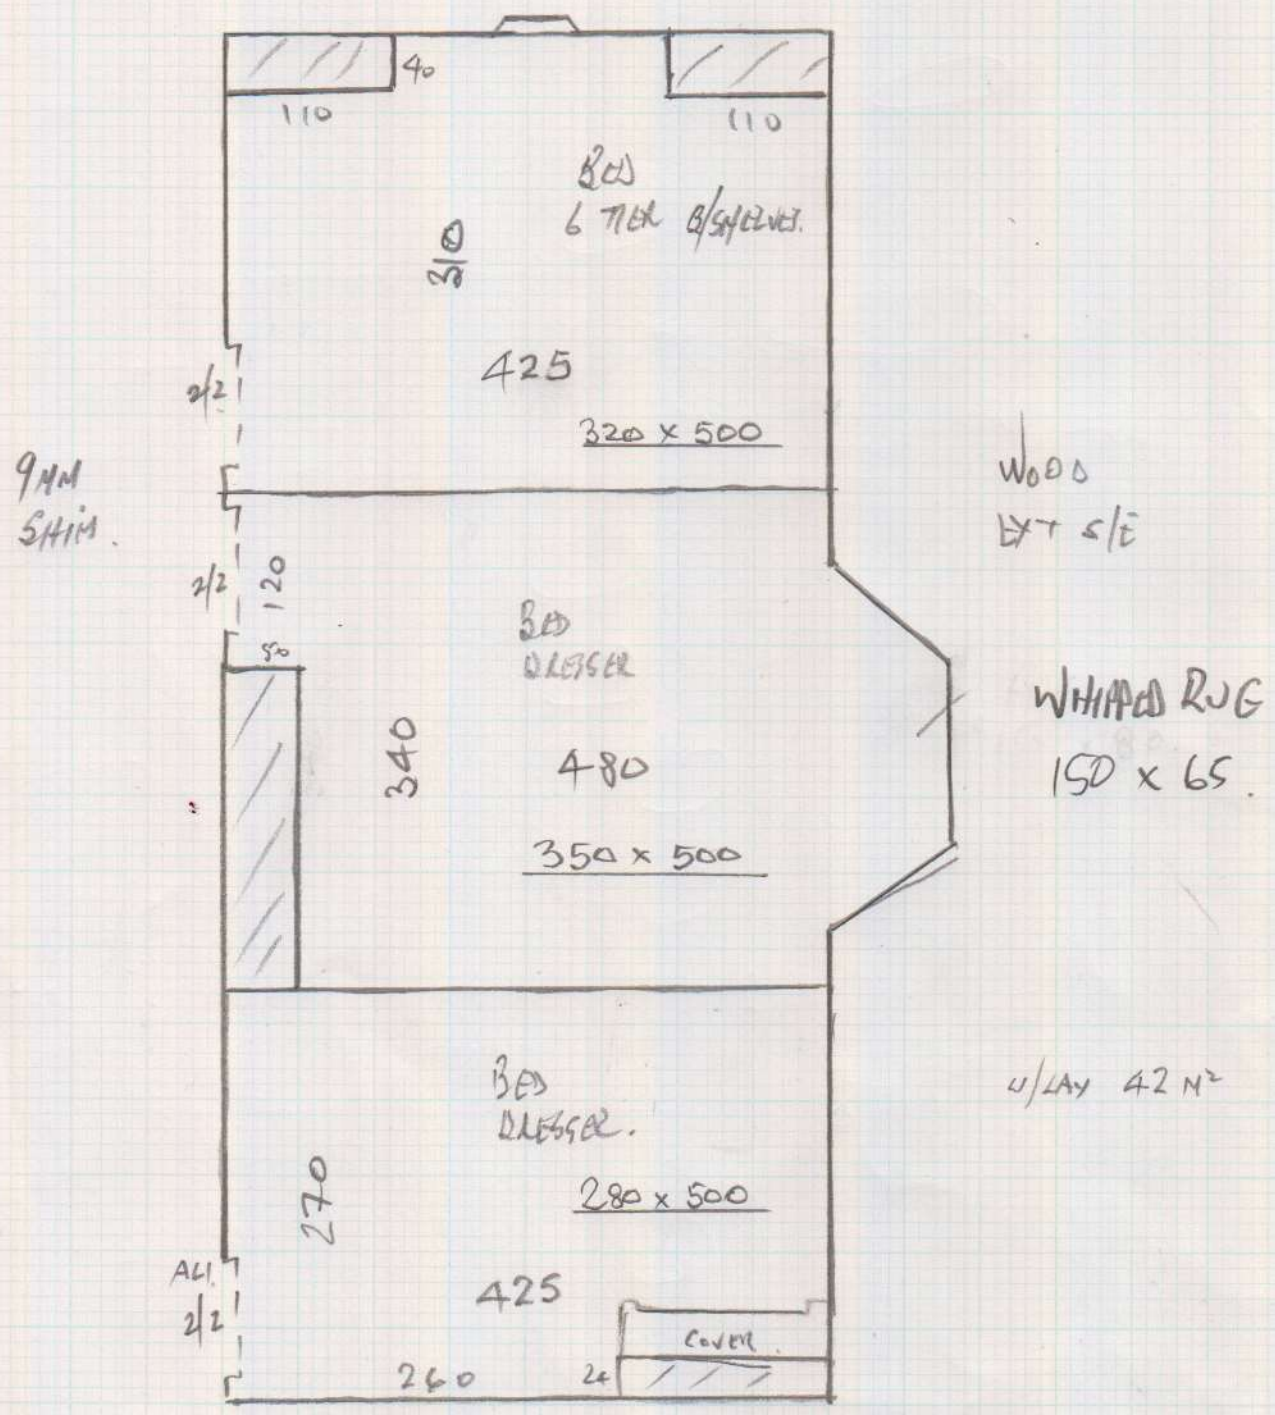 40
110
110
BED
6 TIER B/SHELVES.
310
425
2/2
320 x 500
9MM
SHIM.
WOOD
EXT S/E
2/2
120
50
BED
DRESSER
340
480
WHIPPED RUG
150 x 65.
350 x 500
BED
DRESSER.
U/LAY 42 M²
270
280 x 500
ALI.
2/2
425
COVER.
260
24